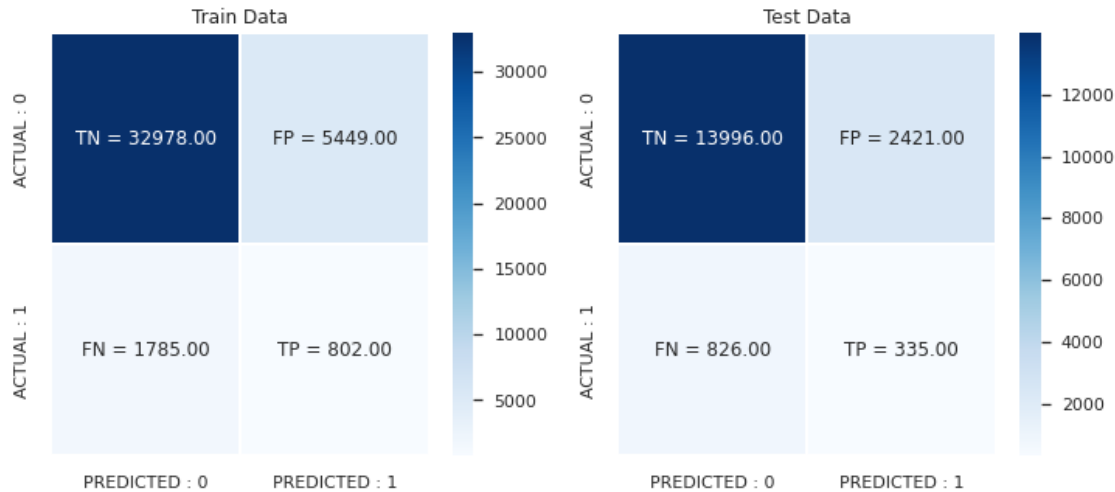 Train Data
ACTUAL : 0
TN = 32978.00
FP = 5449.00
ACTUAL : 1
FN = 1785.00
TP = 802.00
PREDICTED : 0
PREDICTED : 1
30000
25000
20000
15000
10000
5000
Test Data
ACTUAL : 0
TN = 13996.00
FP = 2421.00
ACTUAL : 1
FN = 826.00
TP = 335.00
PREDICTED : 0
PREDICTED : 1
12000
10000
8000
6000
4000
2000